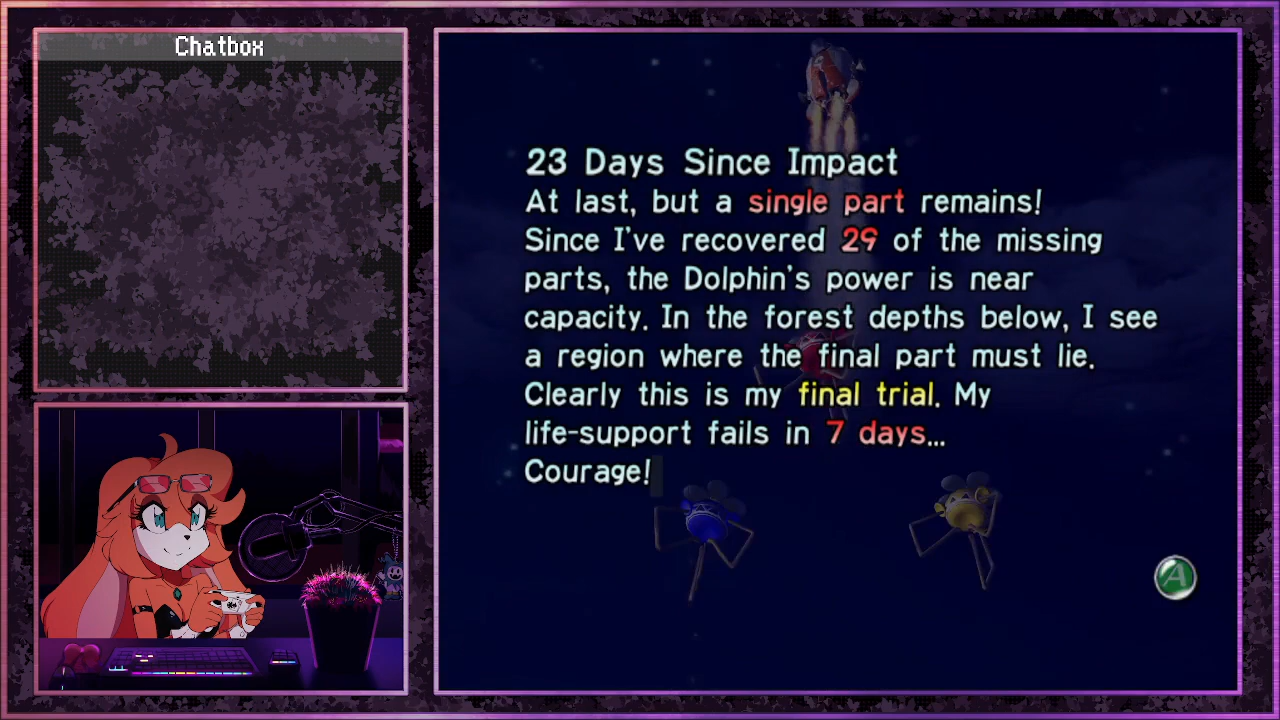 Chatbox
23 Days Since Impact
At last, but a single part remains!
Since I've recovered 29 of the missing
parts, the Dolphin's power is near
capacity. In the forest depths below, I see
a region where the final part must lie.
Clearly this is my final trial. My
life-support fails in 7 days...
Courage!
A